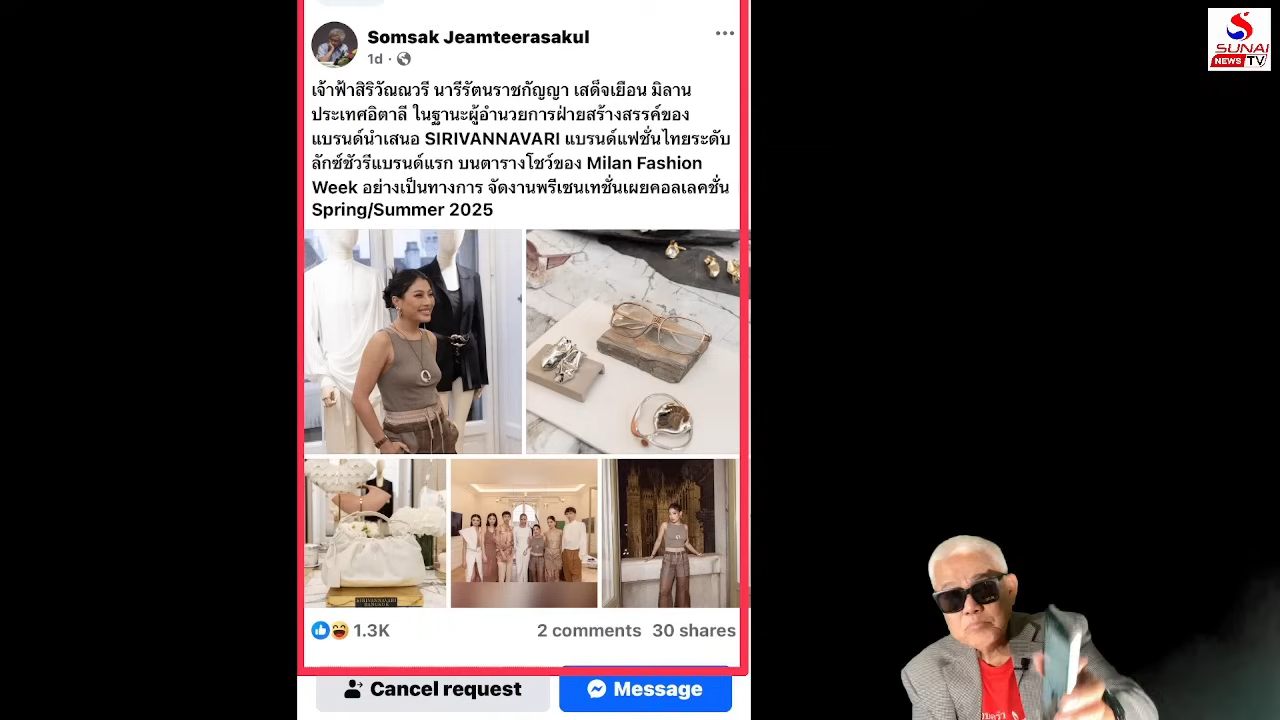 Somsak Jeamteerasakul
1d
เจ้าฟ้าสิริวัณณวรี นารีรัตนราชกัญญา เสด็จเยือน มิลาน
ประเทศอิตาลี ในฐานะผู้อำนวยการฝ่ายสร้างสรรค์ของ
แบรนด์นำเสนอ SIRIVANNAVARI แบรนด์แฟชั่นไทยระดับ
ลักซ์ชัวรีแบรนด์แรก บนตารางโชว์ของ Milan Fashion
Week อย่างเป็นทางการ จัดงานพรีเซนเทชั่นเผยคอลเลคชั่น
Spring/Summer 2025
SIRIVANNAVARI
BANGKOK
1.3K
2 comments 30 shares
Cancel request
Message
SUNAI
NEWS TV